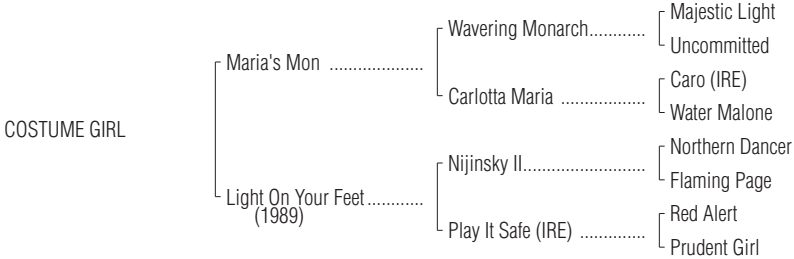 Majestic Light
Wavering Monarch............
Uncommitted
Maria's Mon .....................
Caro (IRE)
Carlotta Maria ..................
Water Malone
COSTUME GIRL
Northern Dancer
Nijinsky II..........................
Flaming Page
Light On Your Feet............
(1989)
Red Alert
Play It Safe (IRE) ..............
Prudent Girl